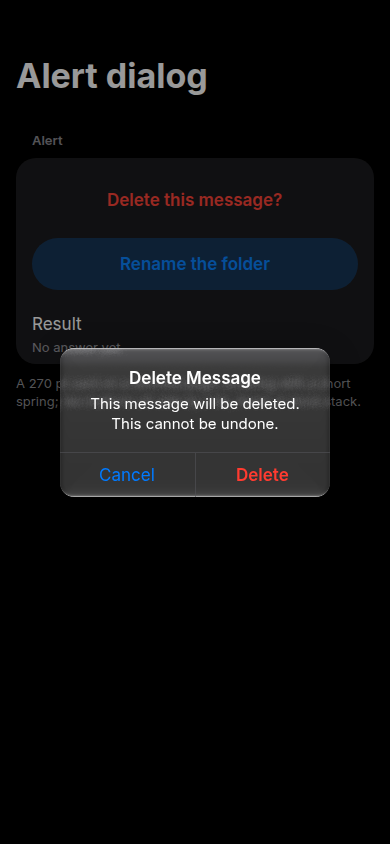 Alert dialog
Alert
Delete this message?
Rename the folder
Result
No answer yet
A 270 p
short
spring;
stack.
Delete Message
This message will be deleted.
This cannot be undone.
Cancel
Delete